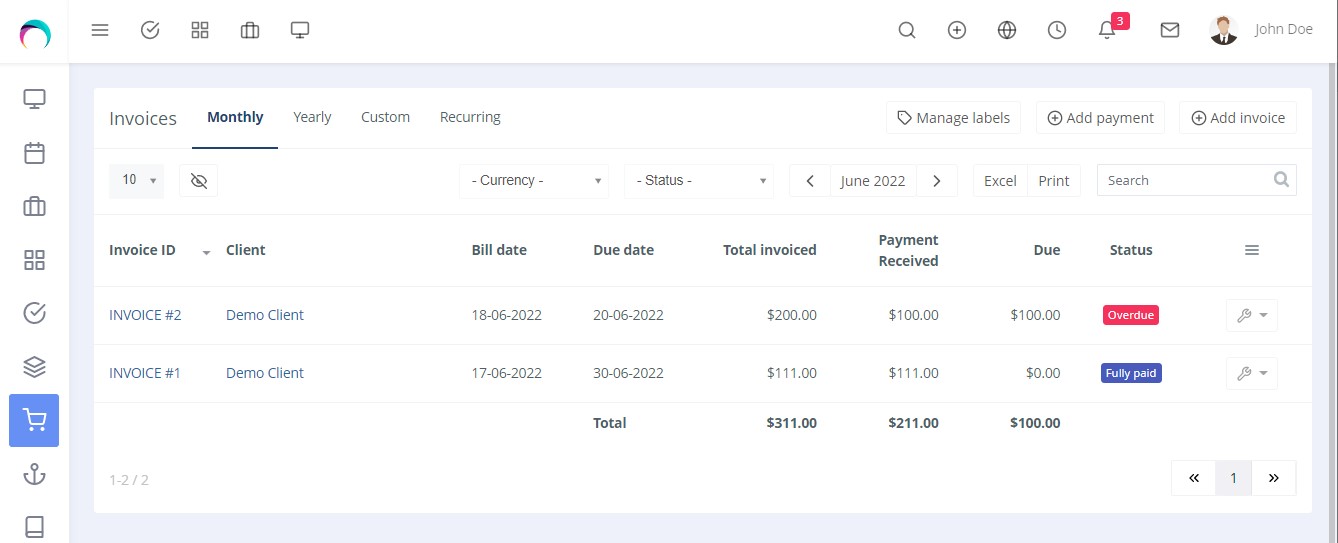 3
John Doe
Invoices Monthly Yearly Custom Recurring Manage labels Add payment Add invoice
10 - Currency - - Status - June 2022 Excel Print Search
Invoice ID Client Bill date Due date Total invoiced Payment Received Due Status
INVOICE #2 Demo Client 18-06-2022 20-06-2022 $200.00 $100.00 $100.00 Overdue
INVOICE #1 Demo Client 17-06-2022 30-06-2022 $111.00 $111.00 $0.00 Fully paid
Total $311.00 $211.00 $100.00
1-2 / 2 « 1 »